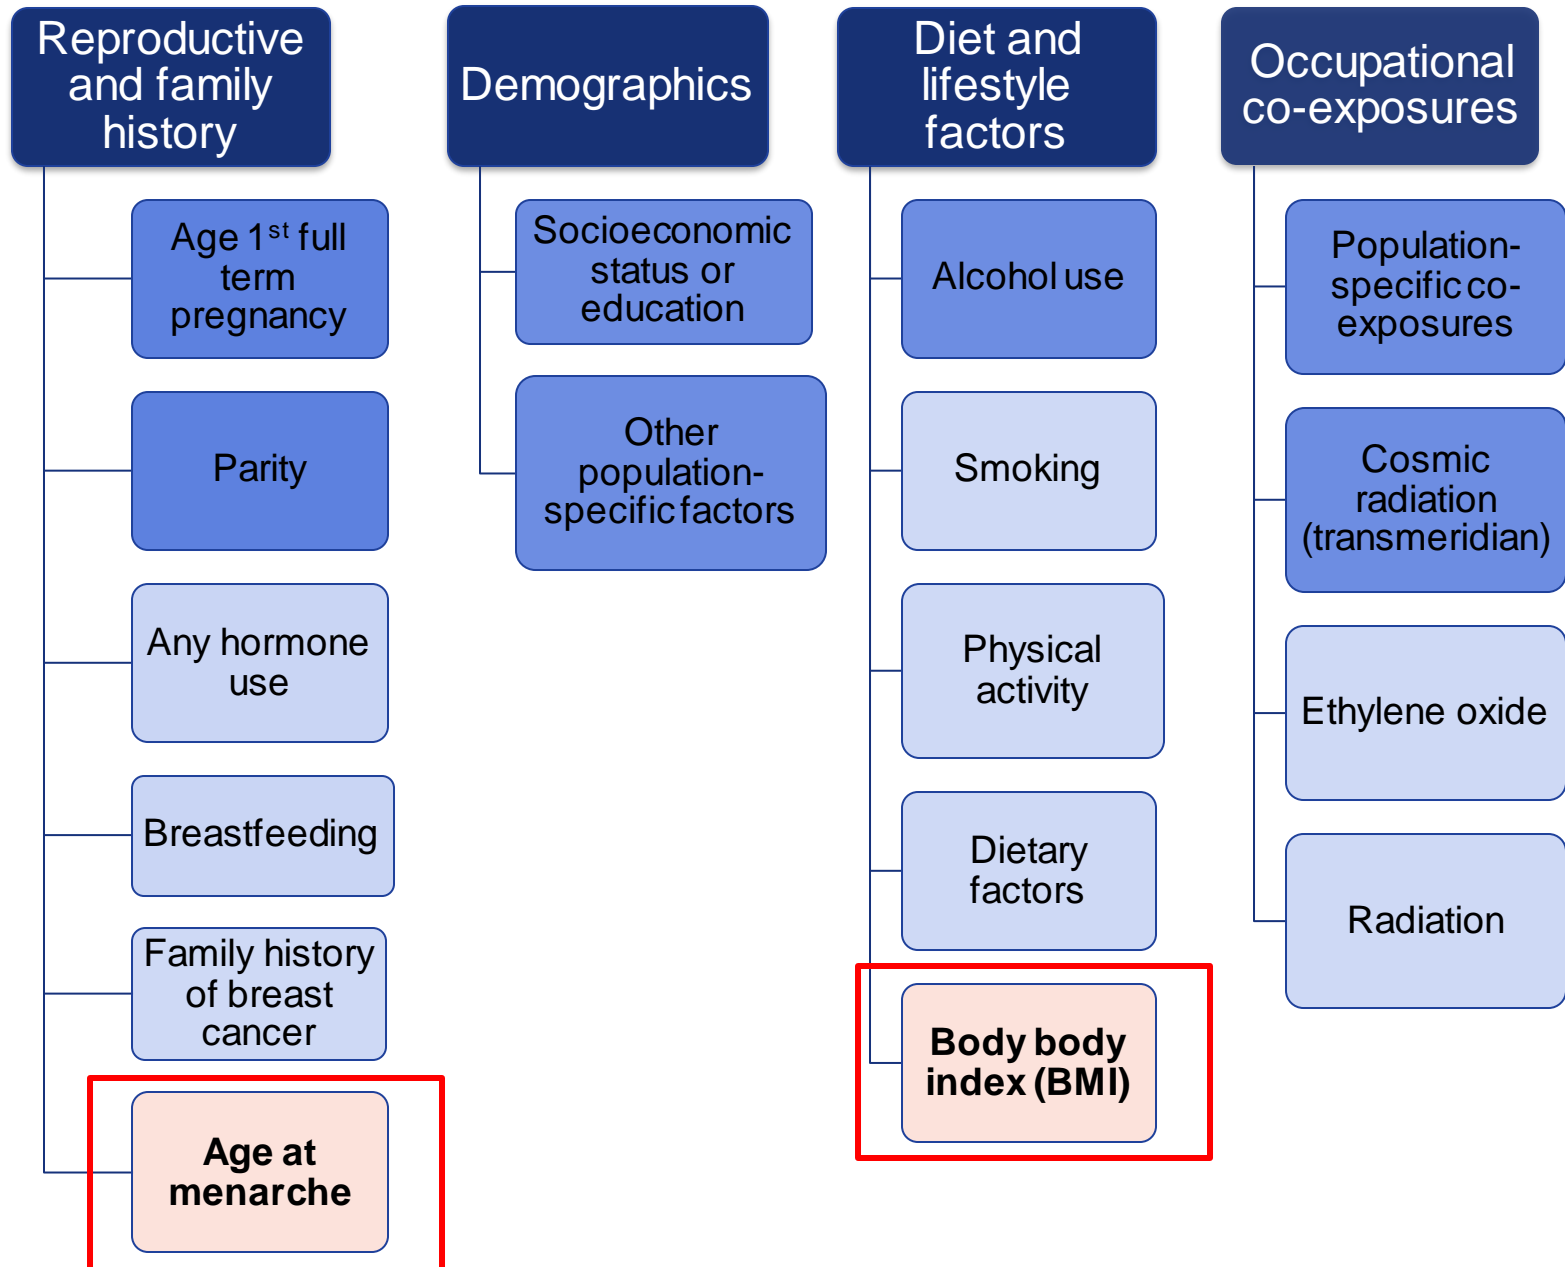 Reproductive
and family
history
Age 1st full
term
pregnancy
Parity
Any hormone
use
Breastfeeding
Family history
of breast
cancer
Age at
menarche
Demographics
Socioeconomic
status or
education
Other
population-
specific factors
Diet and
lifestyle
factors
Alcohol use
Smoking
Physical
activity
Dietary
factors
Body body
index (BMI)
Occupational
co-exposures
Population-
specific co-
exposures
Cosmic
radiation
(transmeridian)
Ethylene oxide
Radiation